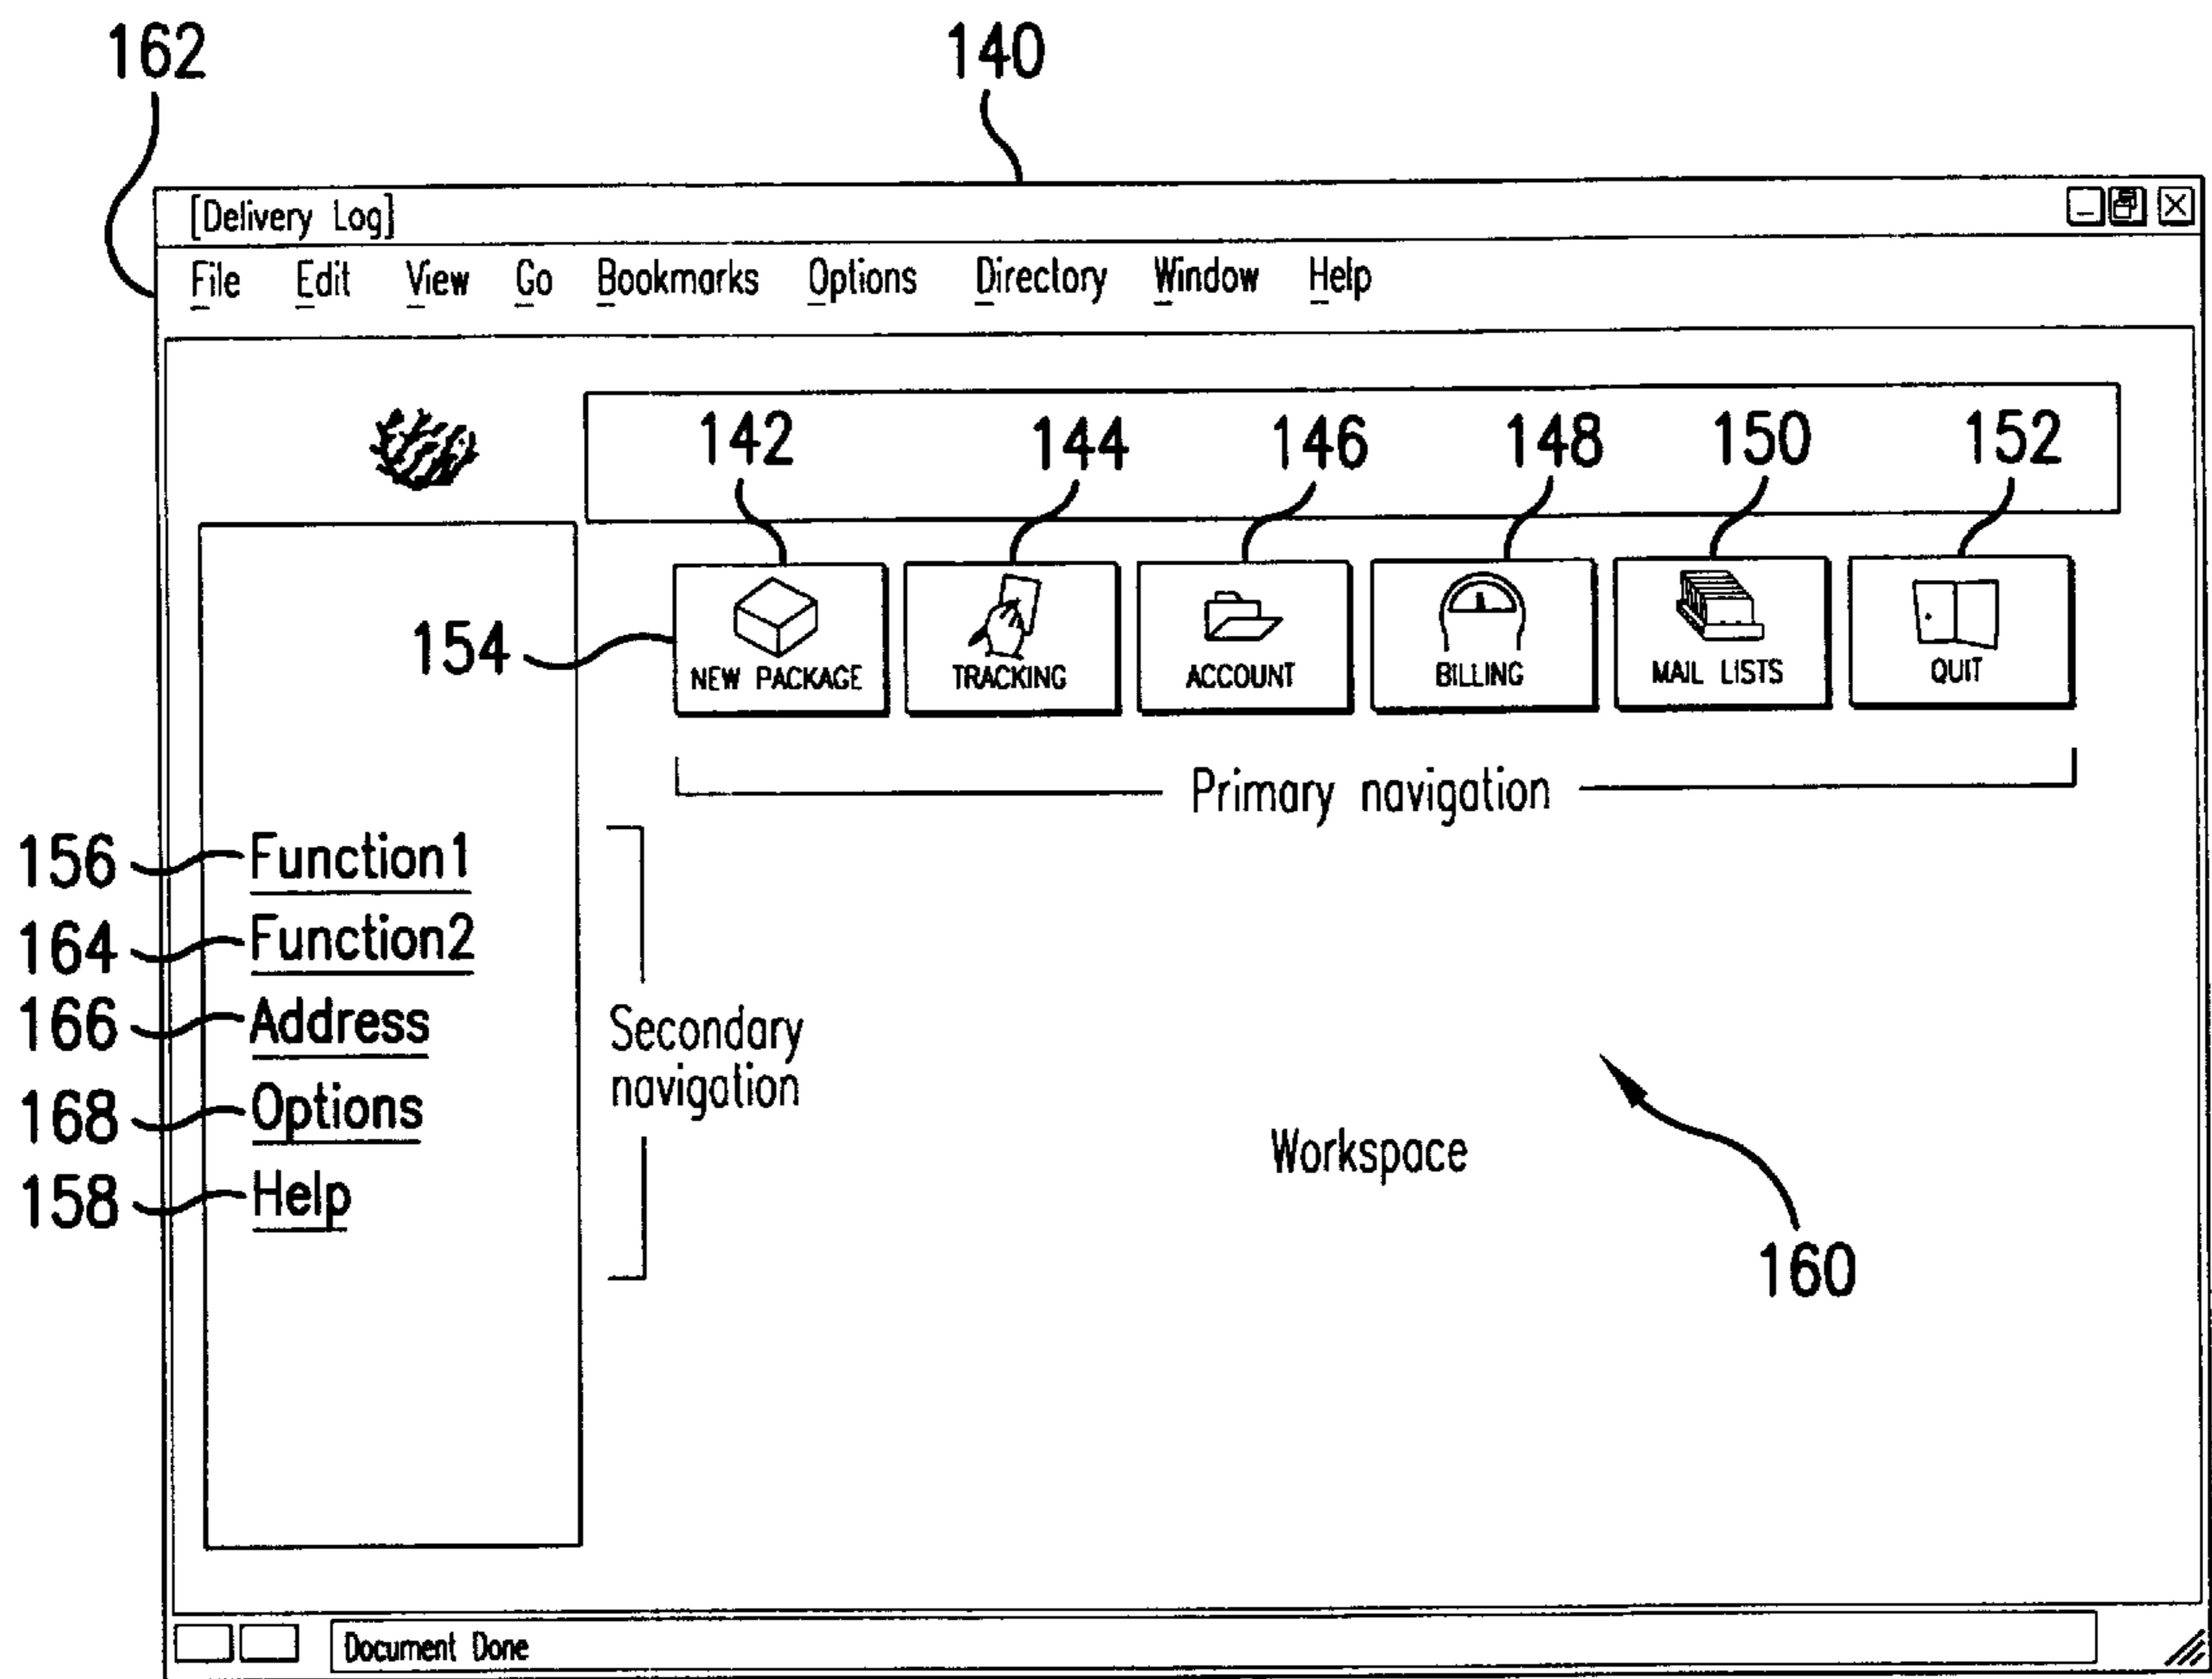 162 140
[Delivery Log]
File Edit View Go Bookmarks Options Directory Window Help
142 144 146 148 150 152
154
NEW PACKAGE TRACKING ACCOUNT BILLING MAIL LISTS QUIT
Primary navigation
156 Function1
164 Function2
166 Address
168 Options
158 Help
Secondary
navigation
Workspace
160
Document Done